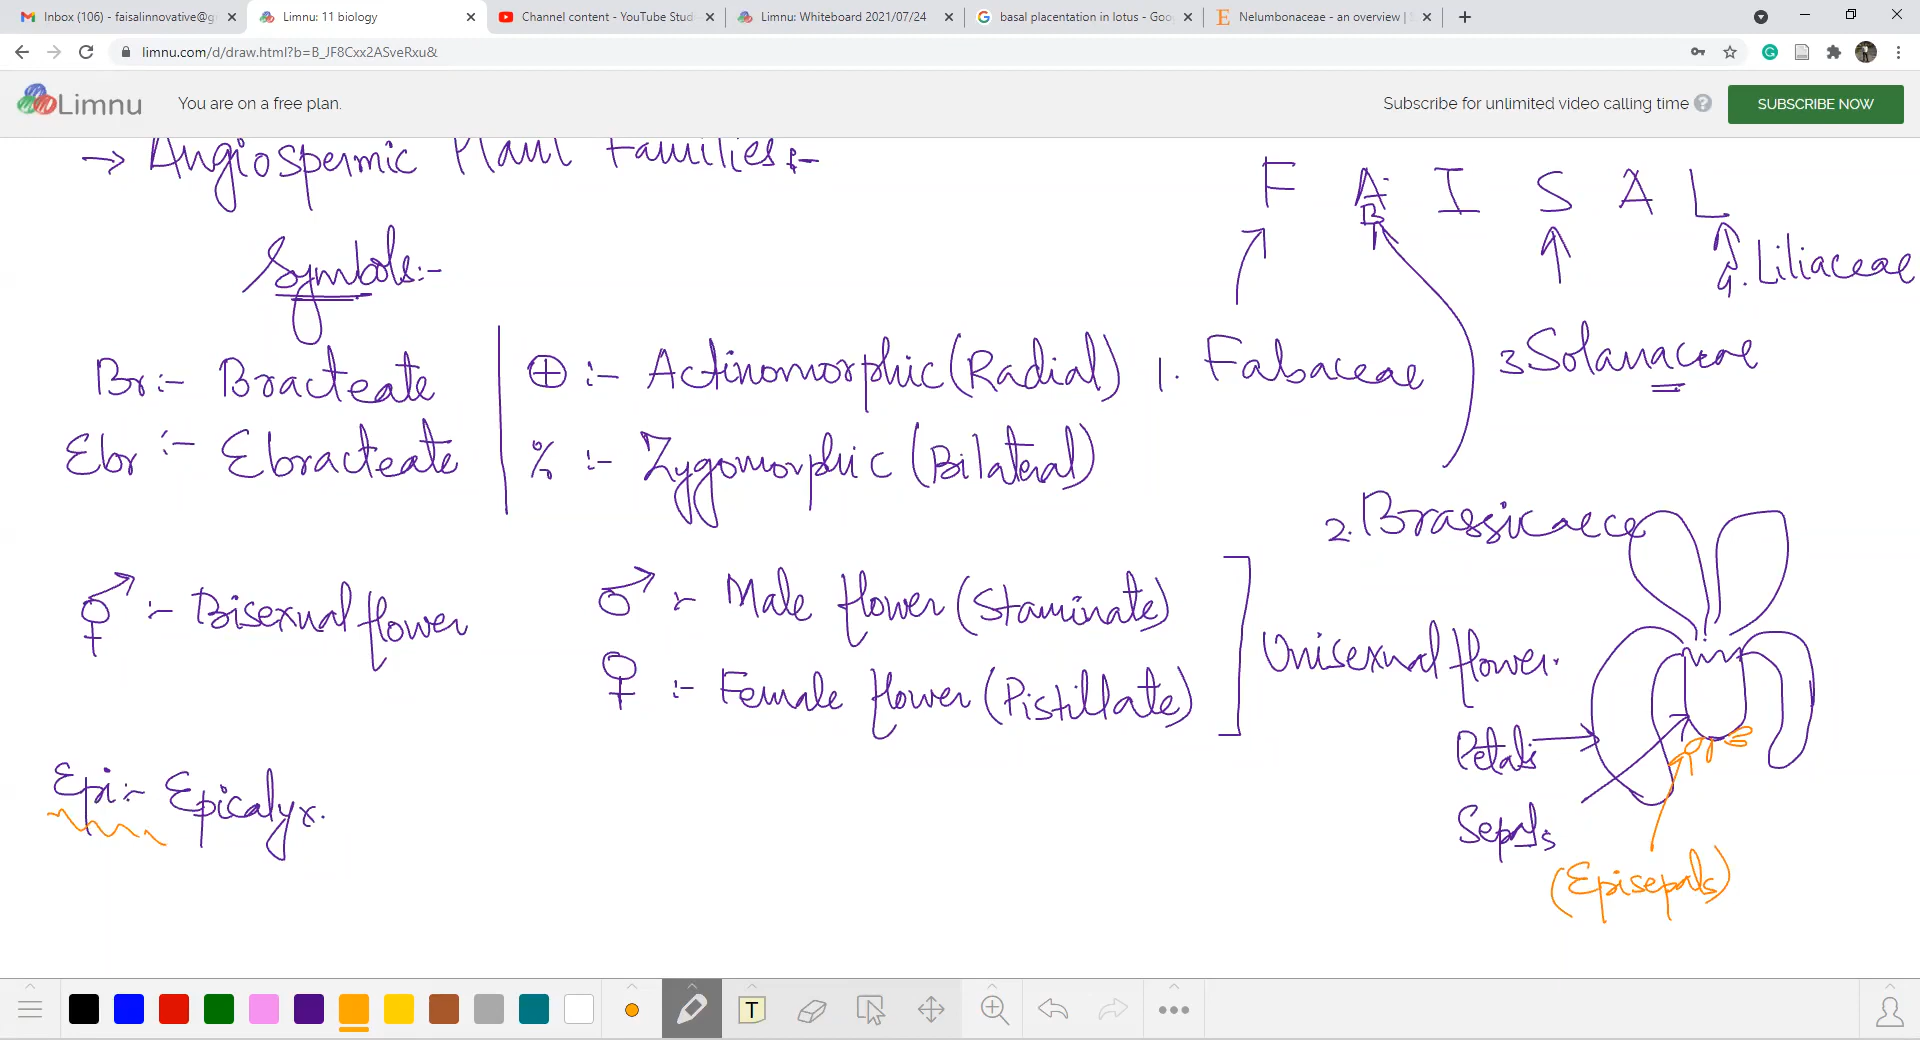 Inbox (106) - faisalinnovative@g
Limnu: 11 biology
Channel content - YouTube Stud
Limnu: Whiteboard 2021/07/24
basal placentation in lotus - Goo
Nelumbonaceae - an overview | S
limnu.com/d/draw.html?b=B_JF8Cxx2ASveRxu&
Limnu
You are on a free plan.
Subscribe for unlimited video calling time
SUBSCRIBE NOW
→ Angiospermic Plant Families:-
F A I S A L
B
Symbols:-
4. Liliaceae
Br:- Bracteate
⊕ :- Actinomorphic (Radial)
1. Fabaceae
3 Solanaceae
Ebr :- Ebracteate
% :- Zygomorphic (Bilateral)
2. Brassicaece
⚥ :- Bisexual flower
♂ :- Male flower (Staminate)
♀ :- Female flower (Pistillate)
Unisexual flower.
Petals
Sepals
Epi:- Epicalyx.
(Episepals)
T